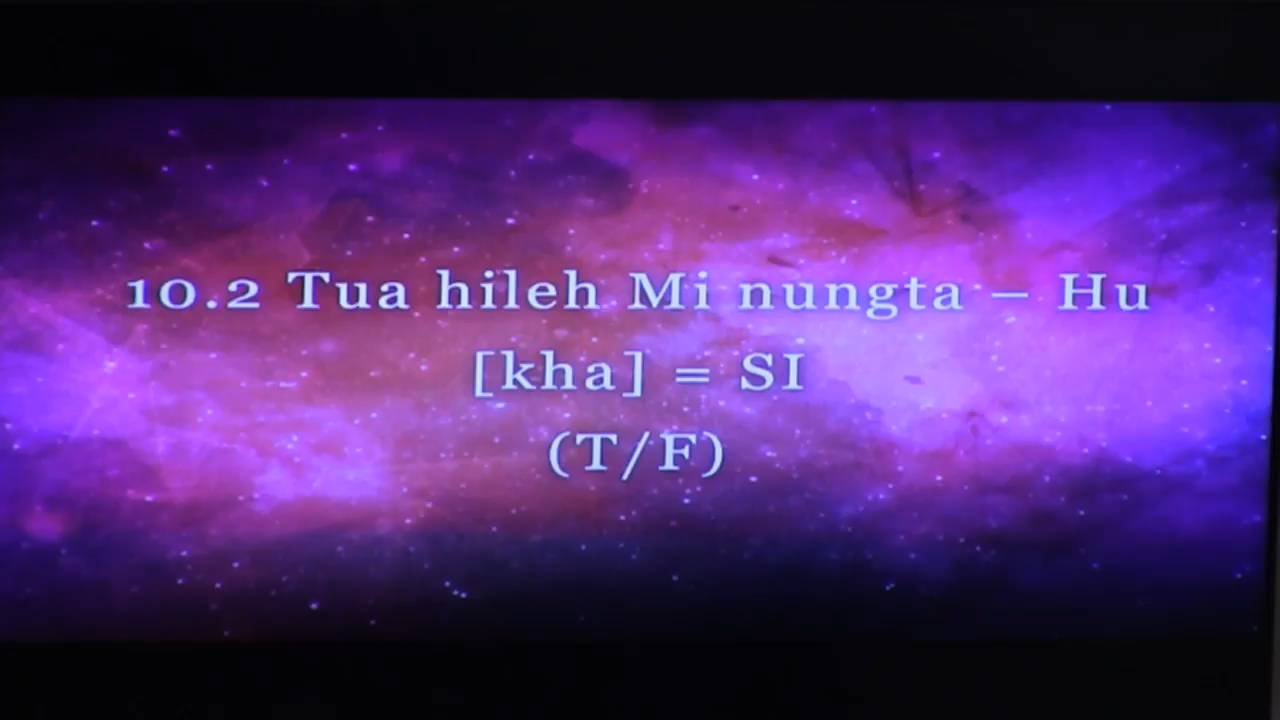 10.2 Tua hileh Mi nungta – Hu
[kha] = SI
(T/F)